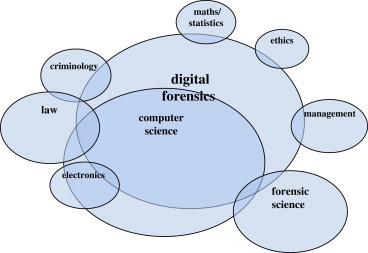 maths/
statistics
ethics
criminology
digital
forensics
law
computer
science
management
electronics
forensic
science